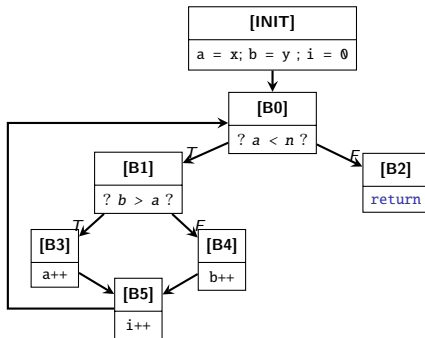 [INIT]
a = x; b = y ; i = 0
[B0]
? a < n ?
T
F
[B1]
? b > a ?
[B2]
return
T
F
[B3]
a++
[B4]
b++
[B5]
i++